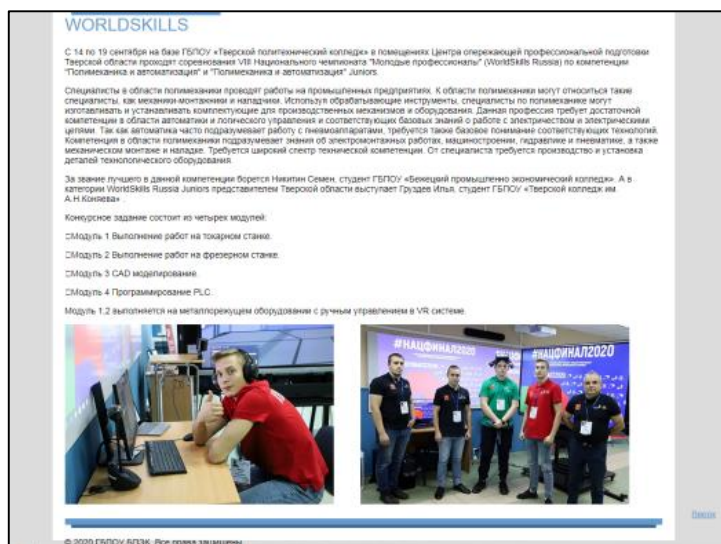 WORLDSKILLS
С 14 по 19 сентября на базе ГБПОУ «Тверской политехнический колледж» в помещениях Центра опережающей профессиональной подготовки
Тверской области проходят соревнования VIII Национального чемпионата "Молодые профессионалы" (WorldSkills Russia) по компетенции
"Полимеханика и автоматизация" и "Полимеханика и автоматизация" Juniors.
Специалисты в области полимеханики проводят работы на промышленных предприятиях. К области полимеханики могут относиться такие
специалисты, как механики-монтажники и наладчики. Используя обрабатывающие инструменты, специалисты по полимеханике могут
изготавливать и устанавливать комплектующие для производственных механизмов и оборудования. Данная профессия требует достаточной
компетенции в области автоматики и логического управления и соответствующих базовых знаний о работе с электричеством и электрическими
цепями. Так как автоматика часто подразумевает работу с пневмоаппаратами, требуется также базовое понимание соответствующих технологий.
Компетенция в области полимеханики подразумевает знания об электромонтажных работах, машиностроении, гидравлике и пневматике, а также
механическом монтаже и наладке. Требуется широкий спектр технической компетенции. От специалиста требуется производство и установка
деталей технологического оборудования.
За звание лучшего в данной компетенции борется Никитин Семен, студент ГБПОУ «Бежецкий промышленно экономический колледж». А в
категории WorldSkills Russia Juniors представителем Тверской области выступает Груздев Илья, студент ГБПОУ «Тверской колледж им.
А.Н.Коняева» .
Конкурсное задание состоит из четырех модулей:
□Модуль 1 Выполнение работ на токарном станке.
□Модуль 2 Выполнение работ на фрезерном станке.
□Модуль 3 CAD моделирование.
□Модуль 4 Программирование PLC.
Модуль 1,2 выполняется на металлорежущем оборудовании с ручным управлением в VR системе.
#НАЦФИНАЛ2020
#НАЦФИНАЛ2020
© 2020 ГБПОУ БПЭК. Все права защищены